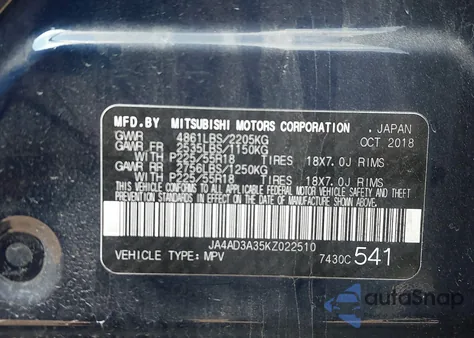 MFD.BY MITSUBISHI MOTORS CORPORATION , JAPAN
GVWR 4861LBS/2205KG OCT 2018
GAWR FR 2535LBS/1150KG
WITH P225/55R18 TIRES 18X7.0J RIMS
GAWR RR 2756LBS/1250KG
WITH P225/55R18 TIRES 18X7.0J RIMS
THIS VEHICLE CONFORMS TO ALL APPLICABLE FEDERAL
MOTOR VEHICLE SAFETY, BUMPER, AND THEFT
PREVENTION STANDARDS IN EFFECT ON THE DATE OF
MANUFACTURE SHOWN ABOVE.
JA4AD3A35KZ022510
VEHICLE TYPE: MPV 7430C 541
autoSnap